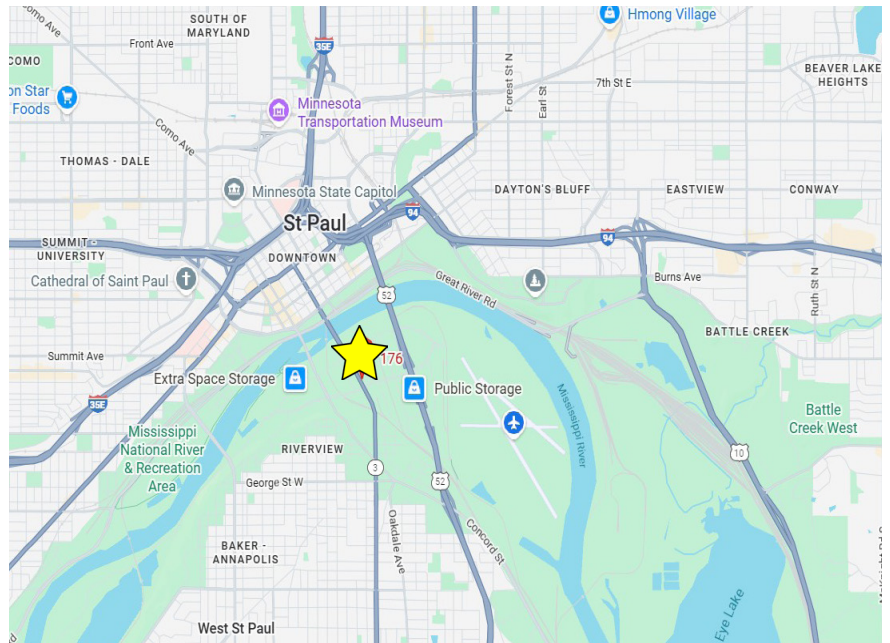 SOUTH OF
MARYLAND
Hmong Village
Como Ave
Front Ave
35E
COMO
on Star
Foods
Forest St N
Earl St
7th St E
BEAVER LAKE
HEIGHTS
Minnesota
Transportation Museum
Como Ave
THOMAS - DALE
Minnesota State Capitol
DAYTON'S BLUFF
EASTVIEW
CONWAY
St Paul
94
94
SUMMIT -
UNIVERSITY
DOWNTOWN
Cathedral of Saint Paul
52
Great River Rd
Burns Ave
Ruth St N
BATTLE CREEK
Summit Ave
176
Extra Space Storage
Public Storage
35E
Mississippi River
Mississippi
National River
& Recreation
Area
Battle
Creek West
RIVERVIEW
10
3
George St W
52
Oakdale Ave
Concord St
BAKER -
ANNAPOLIS
West St Paul
Eye Lake